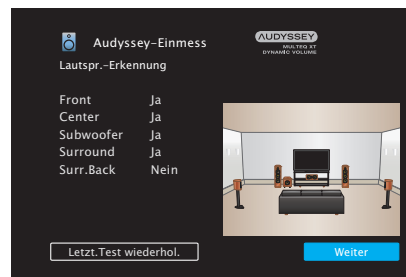 Audyssey-Einmess
AUDYSSEY
MULTEQ XT
DYNAMIC VOLUME
Lautspr.-Erkennung
Front Ja
Center Ja
Subwoofer Ja
Surround Ja
Surr.Back Nein
Letzt.Test wiederhol.
Weiter